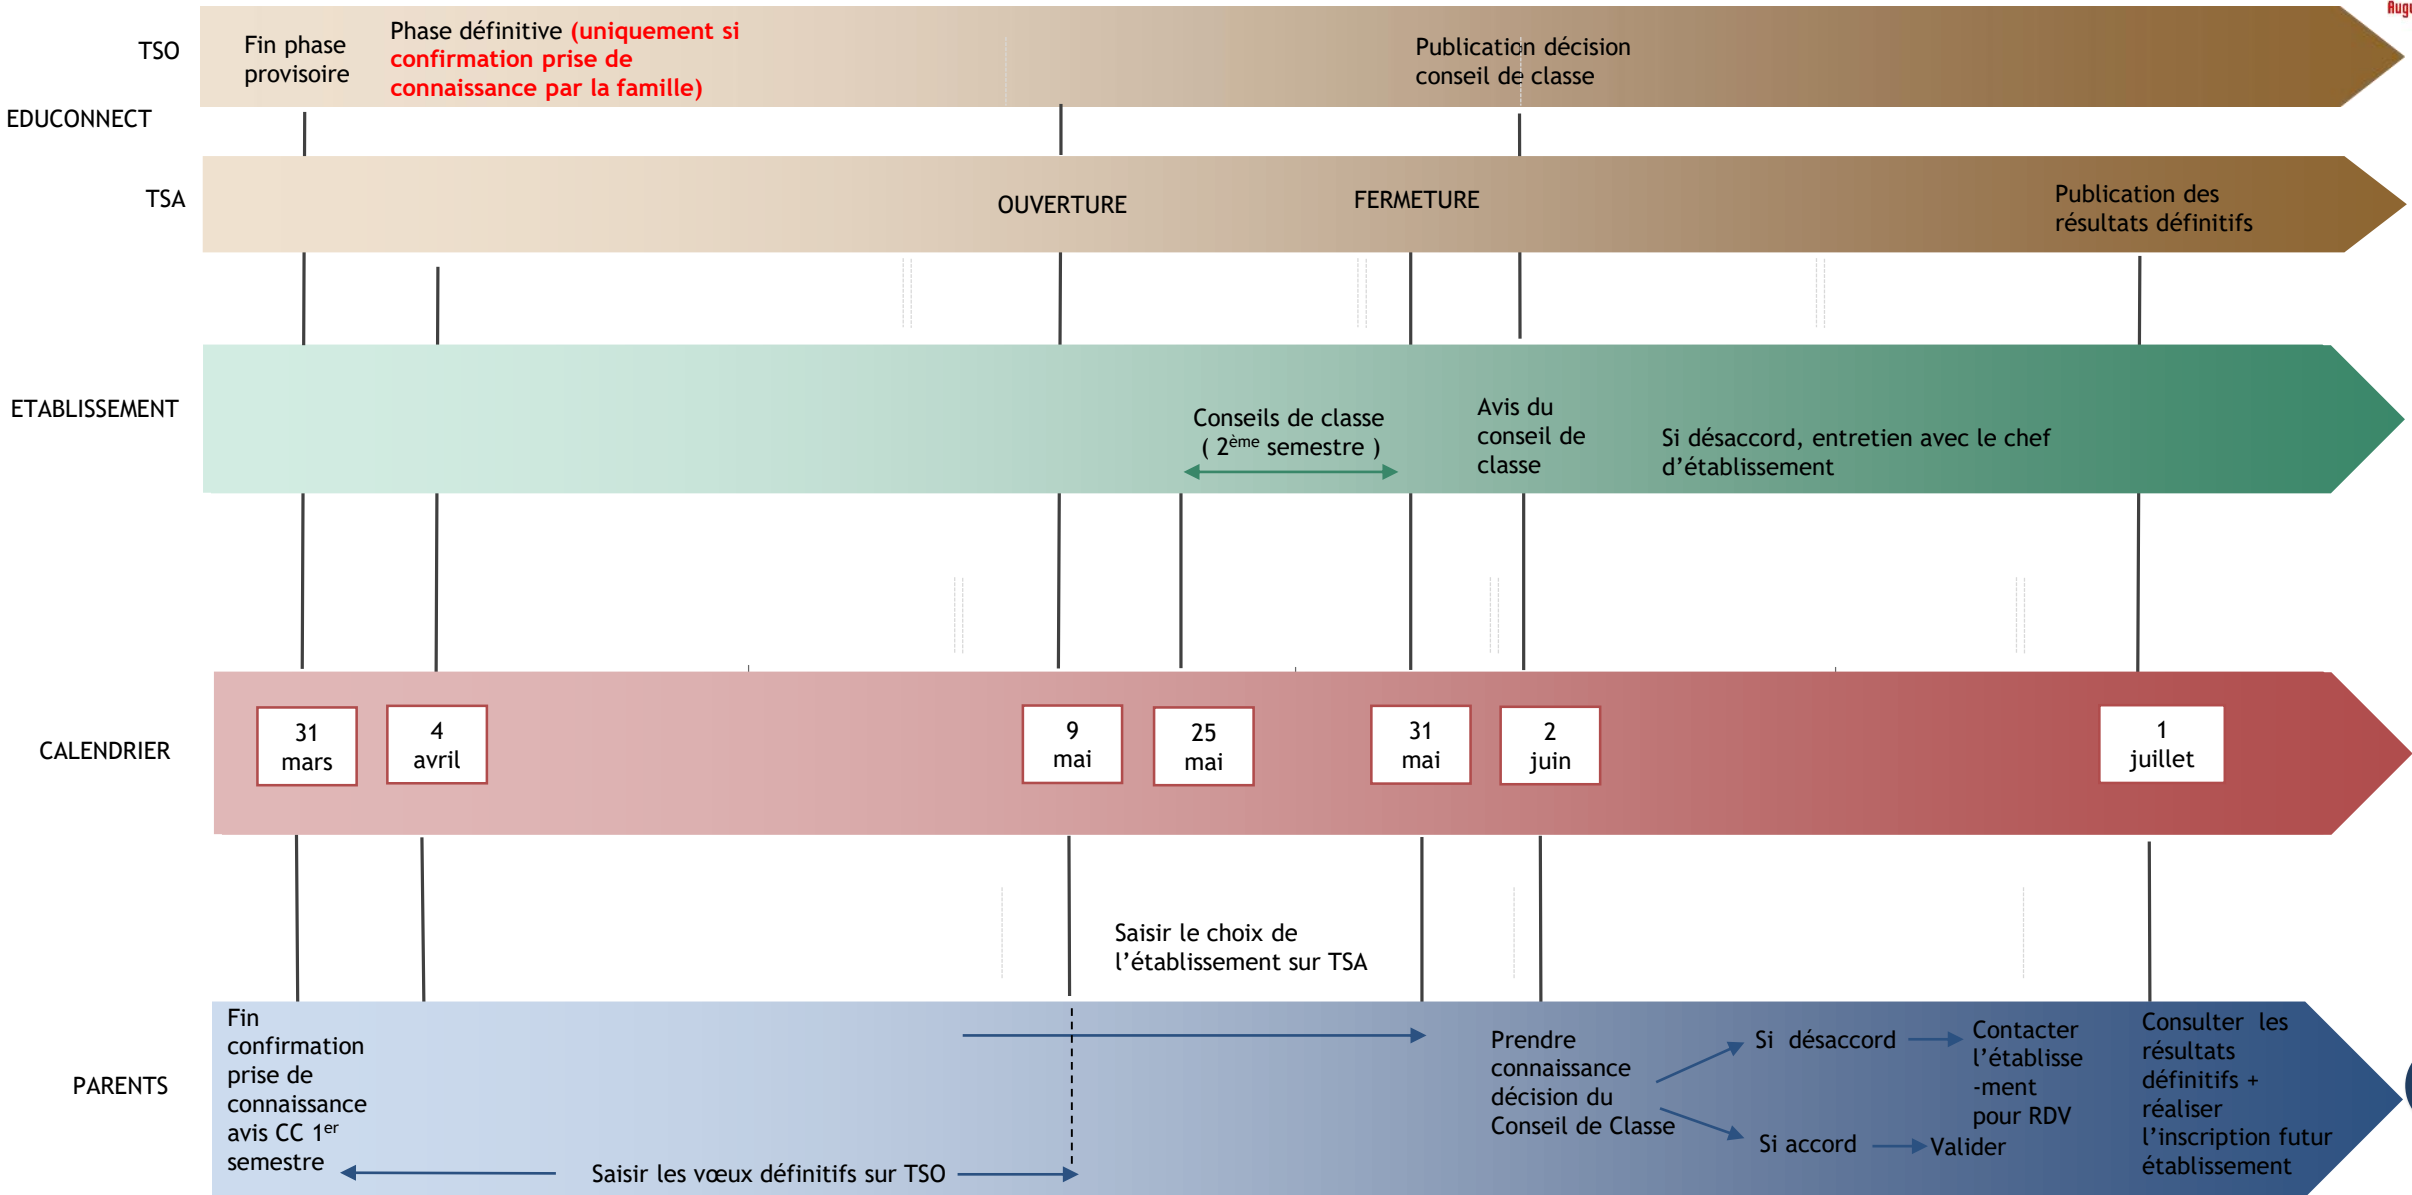 TSO
Fin phase
provisoire
Phase définitive (uniquement si
confirmation prise de
connaissance par la famille)
Publication décision
conseil de classe
EDUCONNECT
TSA
OUVERTURE
FERMETURE
Publication des
résultats définitifs
ETABLISSEMENT
Conseils de classe
( 2ème semestre )
Avis du
conseil de
classe
Si désaccord, entretien avec le chef
d’établissement
CALENDRIER
31
mars
4
avril
9
mai
25
mai
31
mai
2
juin
1
juillet
Saisir le choix de
l’établissement sur TSA
PARENTS
Fin
confirmation
prise de
connaissance
avis CC 1er
semestre
Saisir les vœux définitifs sur TSO
Prendre
connaissance
décision du
Conseil de Classe
Si désaccord
Contacter
l’établisse
-ment
pour RDV
Si accord
Valider
Consulter les
résultats
définitifs +
réaliser
l’inscription futur
établissement